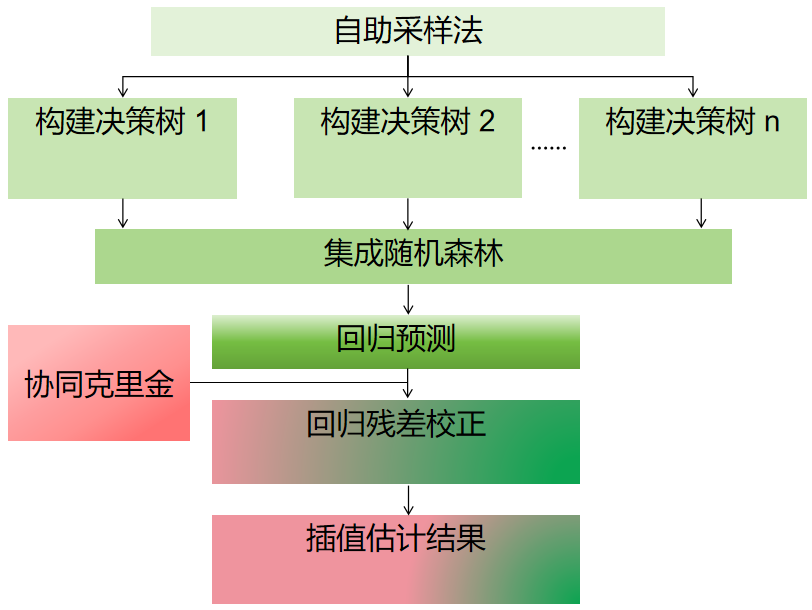 自助采样法
构建决策树 1
构建决策树 2
······
构建决策树 n
集成随机森林
回归预测
协同克里金
回归残差校正
插值估计结果